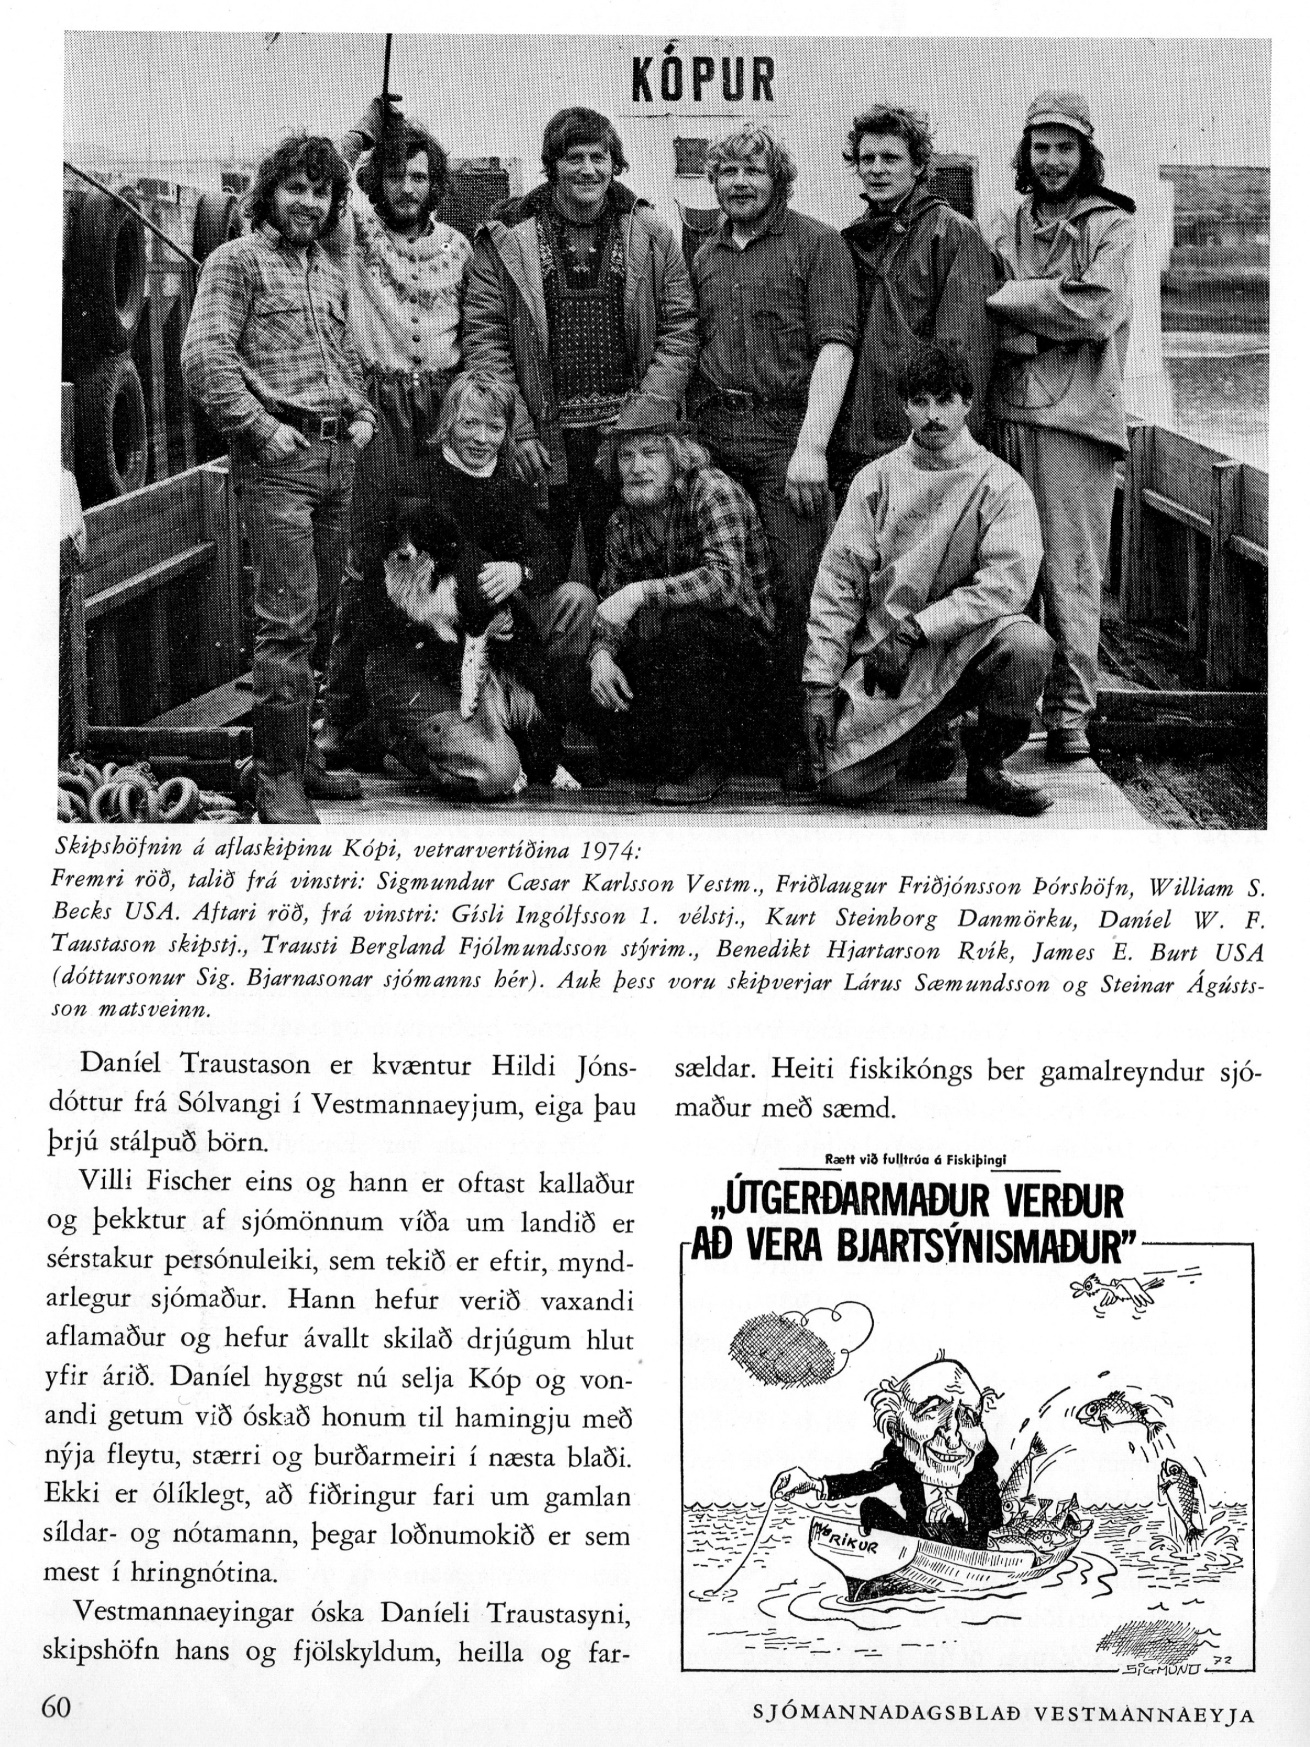 KÓPUR
Skipshöfnin á aflaskipinu Kópi, vetrarvertíðina 1974:
Fremri röð, talið frá vinstri: Sigmundur Cæsar Karlsson Vestm., Friðlaugur Friðjónsson Þórshöfn, William S.
Becks USA. Aftari röð, frá vinstri: Gísli Ingólfsson 1. vélstj., Kurt Steinborg Danmörku, Daníel W. F.
Taustason skipstj., Trausti Bergland Fjólmundsson stýrim., Benedikt Hjartarson Rvík, James E. Burt USA
(dóttursonur Sig. Bjarnasonar sjómanns hér). Auk þess voru skipverjar Lárus Sæmundsson og Steinar Ágústs-
son matsveinn.
Daníel Traustason er kvæntur Hildi Jóns-
dóttur frá Sólvangi í Vestmannaeyjum, eiga þau
þrjú stálpuð börn.
Villi Fischer eins og hann er oftast kallaður
og þekktur af sjómönnum víða um landið er
sérstakur persónuleiki, sem tekið er eftir, mynd-
arlegur sjómaður. Hann hefur verið vaxandi
aflamaður og hefur ávallt skilað drjúgum hlut
yfir árið. Daníel hyggst nú selja Kóp og von-
andi getum við óskað honum til hamingju með
nýja fleytu, stærri og burðarmeiri í næsta blaði.
Ekki er ólíklegt, að fiðringur fari um gamlan
síldar- og nótamann, þegar loðnumokið er sem
mest í hringnótina.
Vestmannaeyingar óska Daníeli Traustasyni,
skipshöfn hans og fjölskyldum, heilla og far-
sældar. Heiti fiskikóngs ber gamalreyndur sjó-
maður með sæmd.
Rætt við fulltrúa á Fiskiþingi
„ÚTGERÐARMAÐUR VERÐUR
AÐ VERA BJARTSÝNISMAÐUR”
M/B RÍKUR
SIGMUND 72
60
SJÓMANNADAGSBLAÐ VESTMANNAEYJA